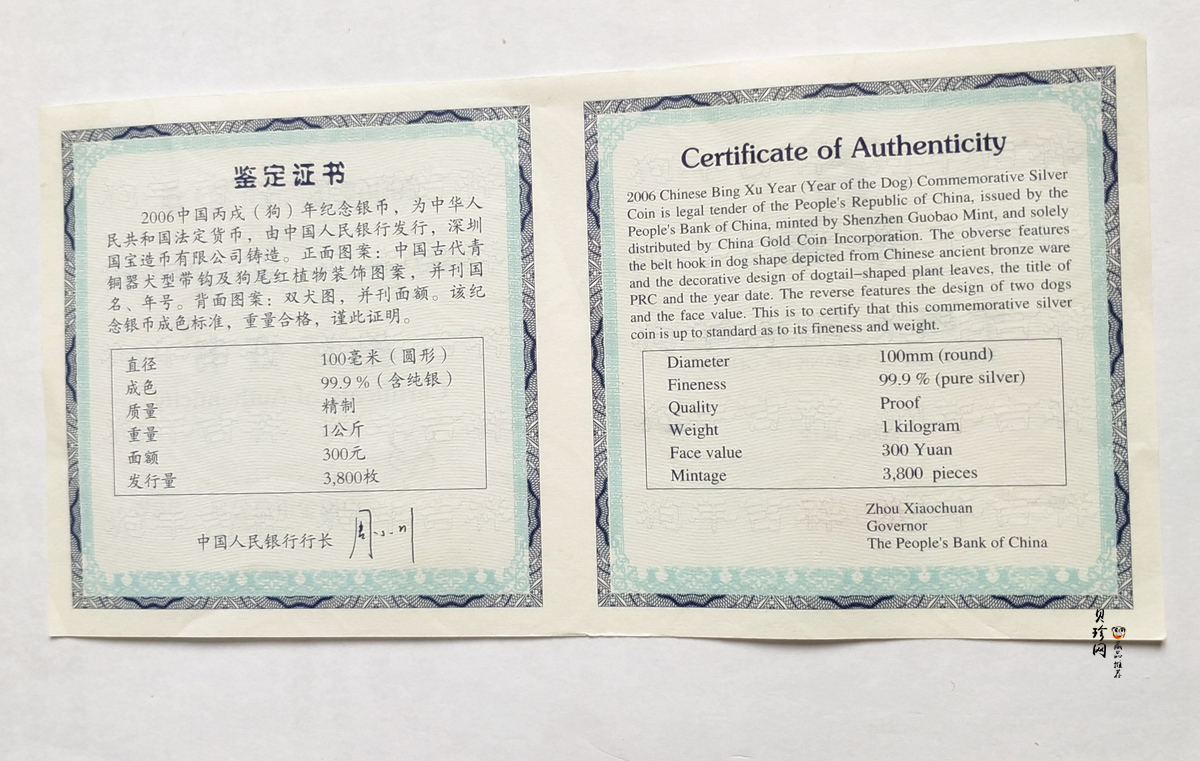 鉴定证书
2006中国丙戌（狗）年纪念银币，为中华人
民共和国法定货币，由中国人民银行发行，深圳
国宝造币有限公司铸造。正面图案：中国古代青
铜器犬型带钩及狗尾红植物装饰图案，并刊国
名、年号。背面图案：双犬图，并刊面额。该纪
念银币成色标准，重量合格，谨此证明。
直径 100毫米（圆形）
成色 99.9％（含纯银）
质量 精制
重量 1公斤
面额 300元
发行量 3,800枚
中国人民银行行长 周小川
Certificate of Authenticity
2006 Chinese Bing Xu Year (Year of the Dog) Commemorative Silver
Coin is legal tender of the People's Republic of China, issued by the
People's Bank of China, minted by Shenzhen Guobao Mint, and solely
distributed by China Gold Coin Incorporation. The obverse features
the belt hook in dog shape depicted from Chinese ancient bronze ware
and the decorative design of dogtail-shaped plant leaves, the title of
PRC and the year date. The reverse features the design of two dogs
and the face value. This is to certify that this commemorative silver
coin is up to standard as to its fineness and weight.
Diameter 100mm (round)
Fineness 99.9 % (pure silver)
Quality Proof
Weight 1 kilogram
Face value 300 Yuan
Mintage 3,800 pieces
Zhou Xiaochuan
Governor
The People's Bank of China
贝珍网
藏品推荐